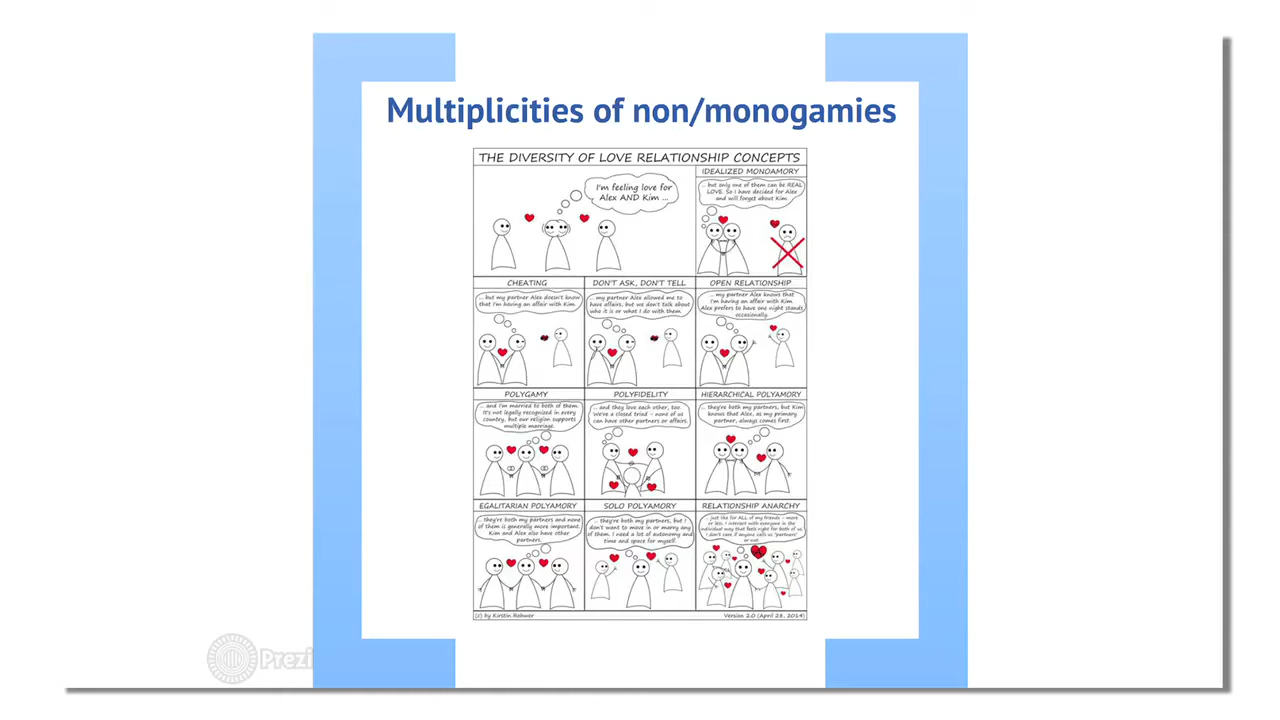 Multiplicities of non/monogamies
THE DIVERSITY OF LOVE RELATIONSHIP CONCEPTS
I'm feeling love for
Alex AND Kim ...
IDEALIZED MONOAMORY
... but only one of them can be REAL
LOVE. So I have decided for Alex
and will forget about Kim.
CHEATING
... but my partner Alex doesn't know
that I'm having an affair with Kim.
DON'T ASK, DON'T TELL
... my partner Alex allowed me to
have affairs, but we don't talk about
who it is or what I do with them.
OPEN RELATIONSHIP
... my partner Alex knows that
I'm having an affair with Kim.
Alex prefers to have one night stands
occasionally.
POLYGAMY
... and I'm married to both of them.
It's not legally recognized in every
country, but our religion supports
multiple marriage.
POLYFIDELITY
... and they love each other, too.
We're a closed triad - none of us
can have other partners or affairs.
HIERARCHICAL POLYAMORY
... they're both my partners, but Kim
knows that Alex, as my primary
partner, always comes first.
EGALITARIAN POLYAMORY
... they're both my partners and none
of them is generally more important.
Kim and Alex also have other
partners.
SOLO POLYAMORY
... they're both my partners, but I
don't want to move in or marry any
of them. I need a lot of autonomy and
time and space for myself.
RELATIONSHIP ANARCHY
... just like for ALL of my friends - more
or less. I interact with everyone in the
individual way that feels right for both of us.
I don't care if anyone calls us "partners"
or not.
(c) by Kirstin Rohwer
Version 2.0 (April 28, 2014)
Prezi